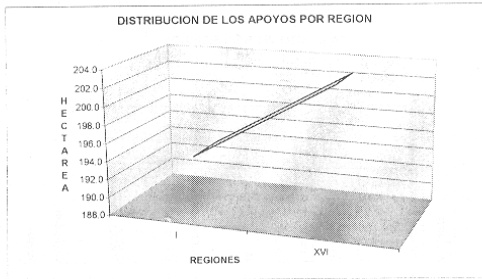 DISTRIBUCION DE LOS APOYOS POR REGION
HECTAREA
204.0
202.0
200.0
198.0
196.0
194.0
192.0
190.0
188.0
I
XVI
REGIONES